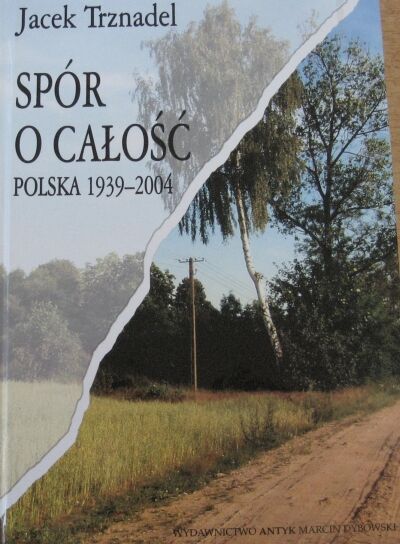 Jacek Trznadel
SPÓR
O CAŁOŚĆ
POLSKA 1939–2004
WYDAWNICTWO ANTYK MARCIN DYBOWSKI